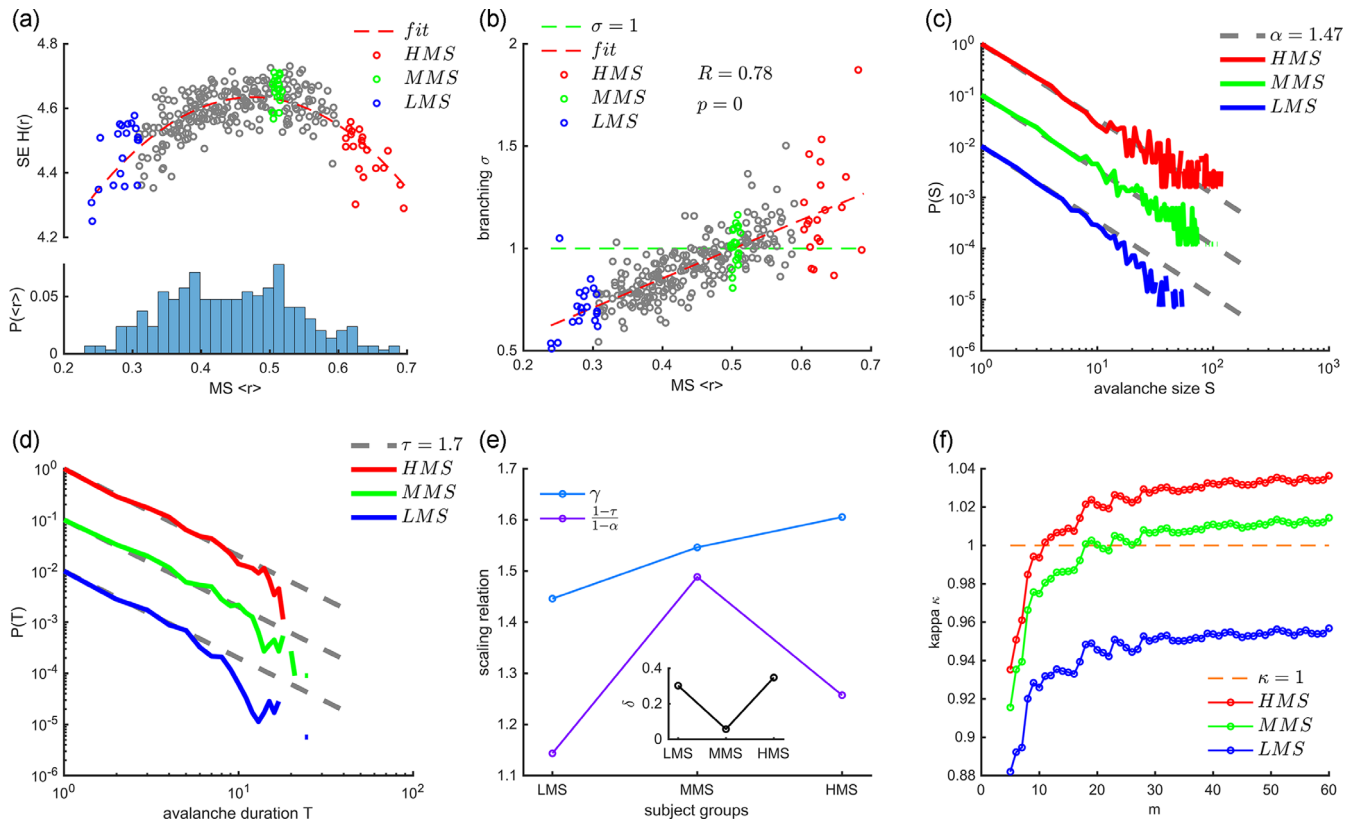 (a)
fit
HMS
MMS
LMS
4.8
4.6
4.4
4.2
SE H(r)
0.05
0
P(<r>)
0.2 0.3 0.4 0.5 0.6 0.7
MS <r>
(b)
σ = 1
fit
HMS
MMS
LMS
R = 0.78
p = 0
2
1.5
1
0.5
branching σ
0.2 0.3 0.4 0.5 0.6 0.7
MS <r>
(c)
α = 1.47
HMS
MMS
LMS
10^0
10^-1
10^-2
10^-3
10^-4
10^-5
10^-6
P(S)
10^0 10^1 10^2 10^3
avalanche size S
(d)
τ = 1.7
HMS
MMS
LMS
10^0
10^-1
10^-2
10^-3
10^-4
10^-5
10^-6
P(T)
10^0 10^1 10^2
avalanche duration T
(e)
γ
1−τ
1−α
1.7
1.6
1.5
1.4
1.3
1.2
1.1
scaling relation
0.4
0.2
0
δ
LMS MMS HMS
LMS MMS HMS
subject groups
(f)
1.04
1.02
1
0.98
0.96
0.94
0.92
0.9
0.88
kappa κ
κ = 1
HMS
MMS
LMS
0 10 20 30 40 50 60
m